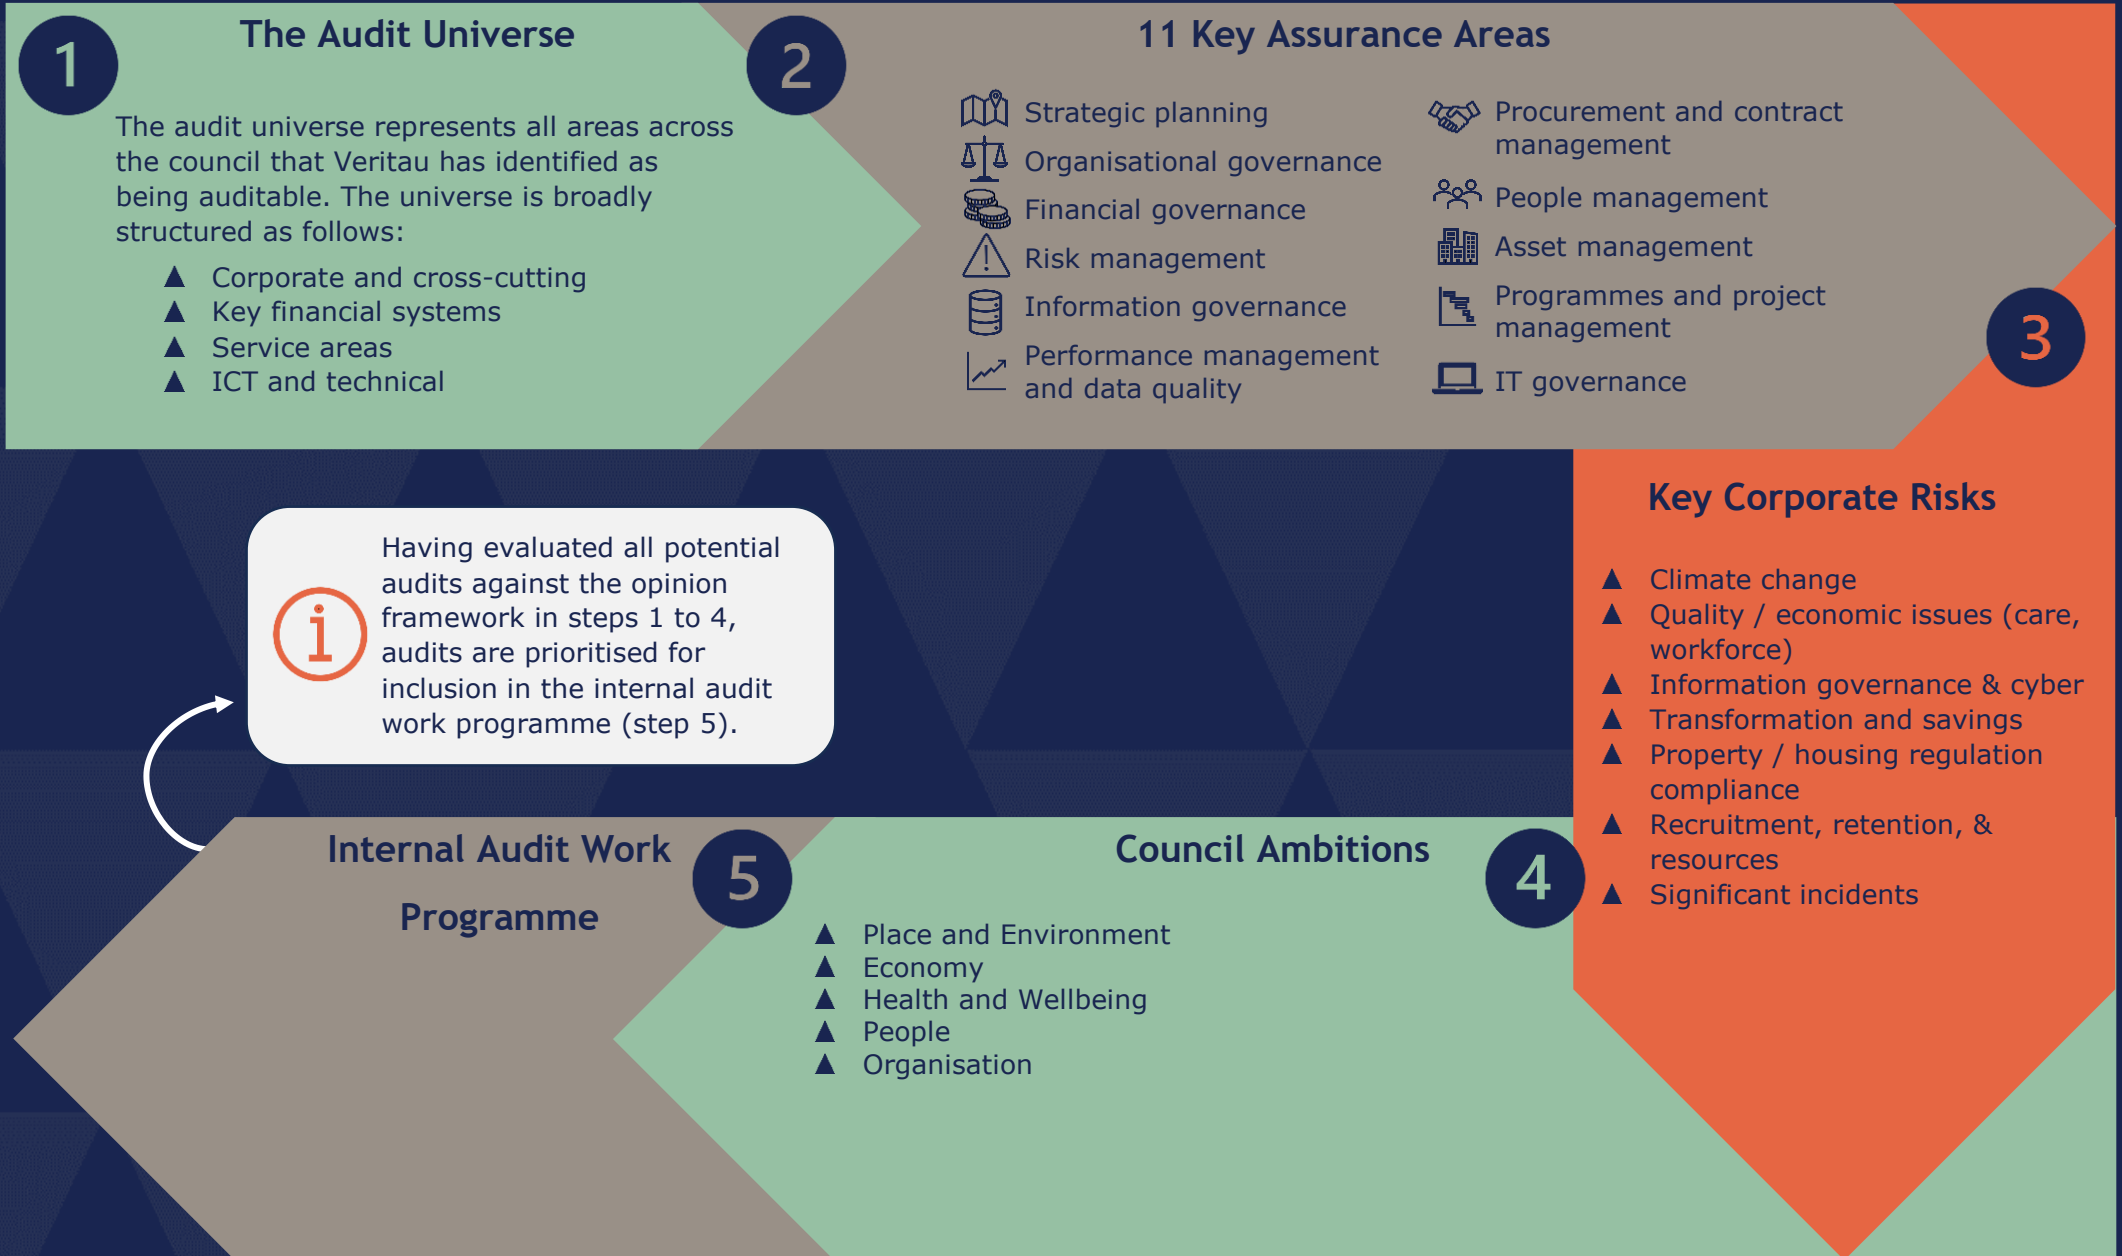 1
The Audit Universe
The audit universe represents all areas across
the council that Veritau has identified as
being auditable. The universe is broadly
structured as follows:
Corporate and cross-cutting
Key financial systems
Service areas
ICT and technical
2
11 Key Assurance Areas
Strategic planning
Organisational governance
Financial governance
Risk management
Information governance
Performance management
and data quality
Procurement and contract
management
People management
Asset management
Programmes and project
management
IT governance
3
Key Corporate Risks
Climate change
Quality / economic issues (care,
workforce)
Information governance & cyber
Transformation and savings
Property / housing regulation
compliance
Recruitment, retention, &
resources
Significant incidents
4
Council Ambitions
Place and Environment
Economy
Health and Wellbeing
People
Organisation
5
Internal Audit Work
Programme
i
Having evaluated all potential
audits against the opinion
framework in steps 1 to 4,
audits are prioritised for
inclusion in the internal audit
work programme (step 5).